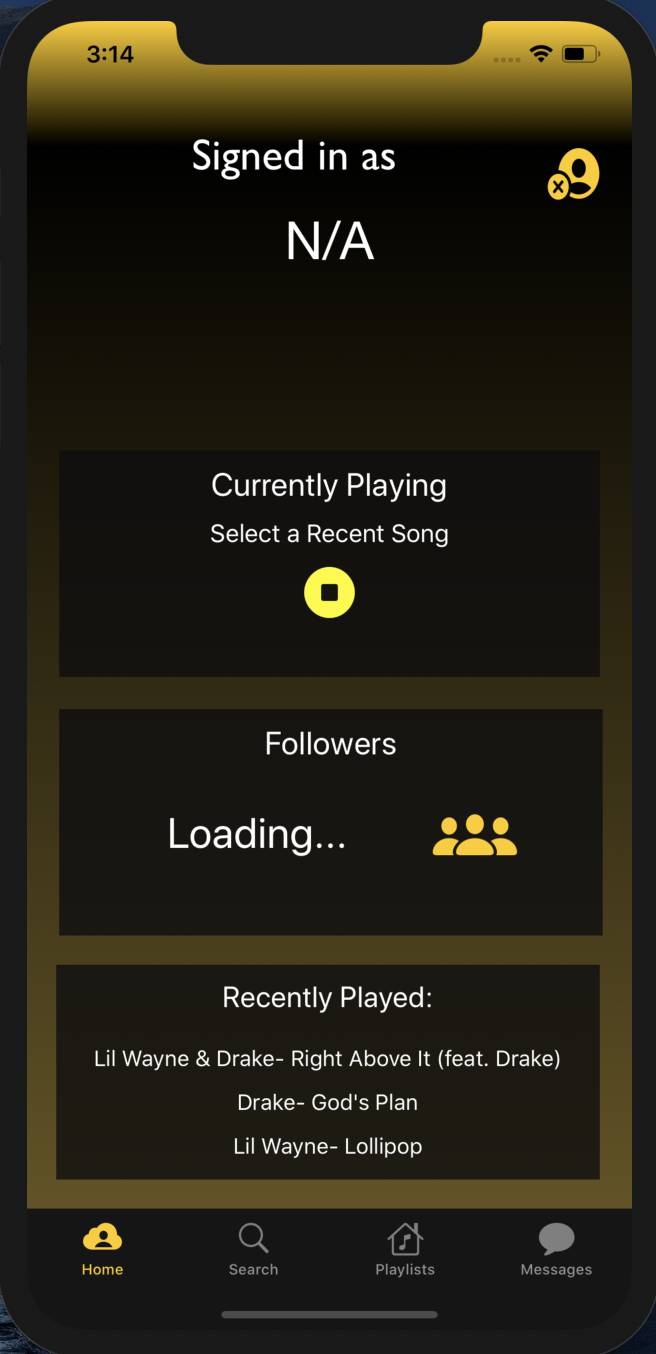 3:14
Signed in as
N/A
Currently Playing
Select a Recent Song
Followers
Loading...
Recently Played:
Lil Wayne & Drake- Right Above It (feat. Drake)
Drake- God's Plan
Lil Wayne- Lollipop
Home Search Playlists Messages